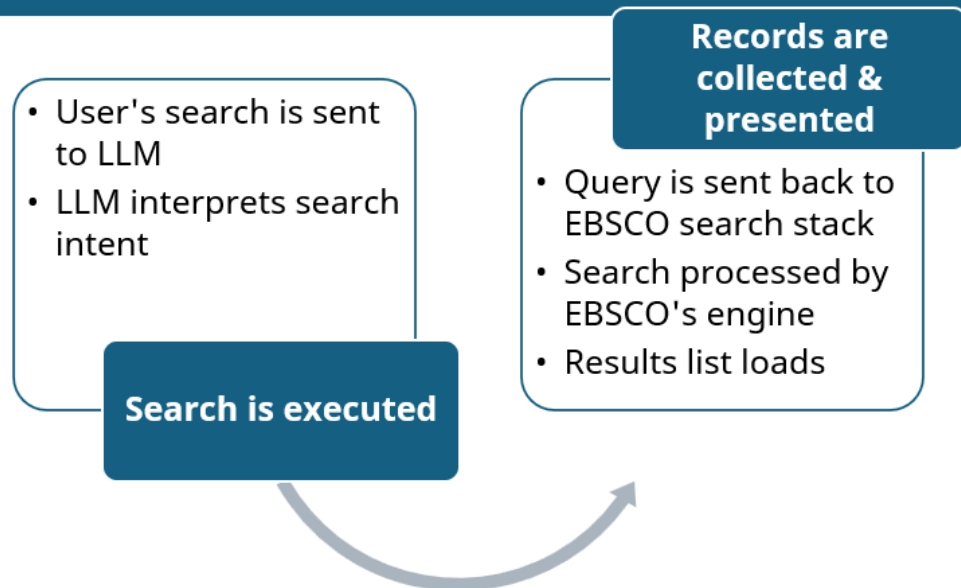 • User's search is sent
to LLM
• LLM interprets search
intent
Search is executed
Records are
collected &
presented
• Query is sent back to
EBSCO search stack
• Search processed by
EBSCO's engine
• Results list loads